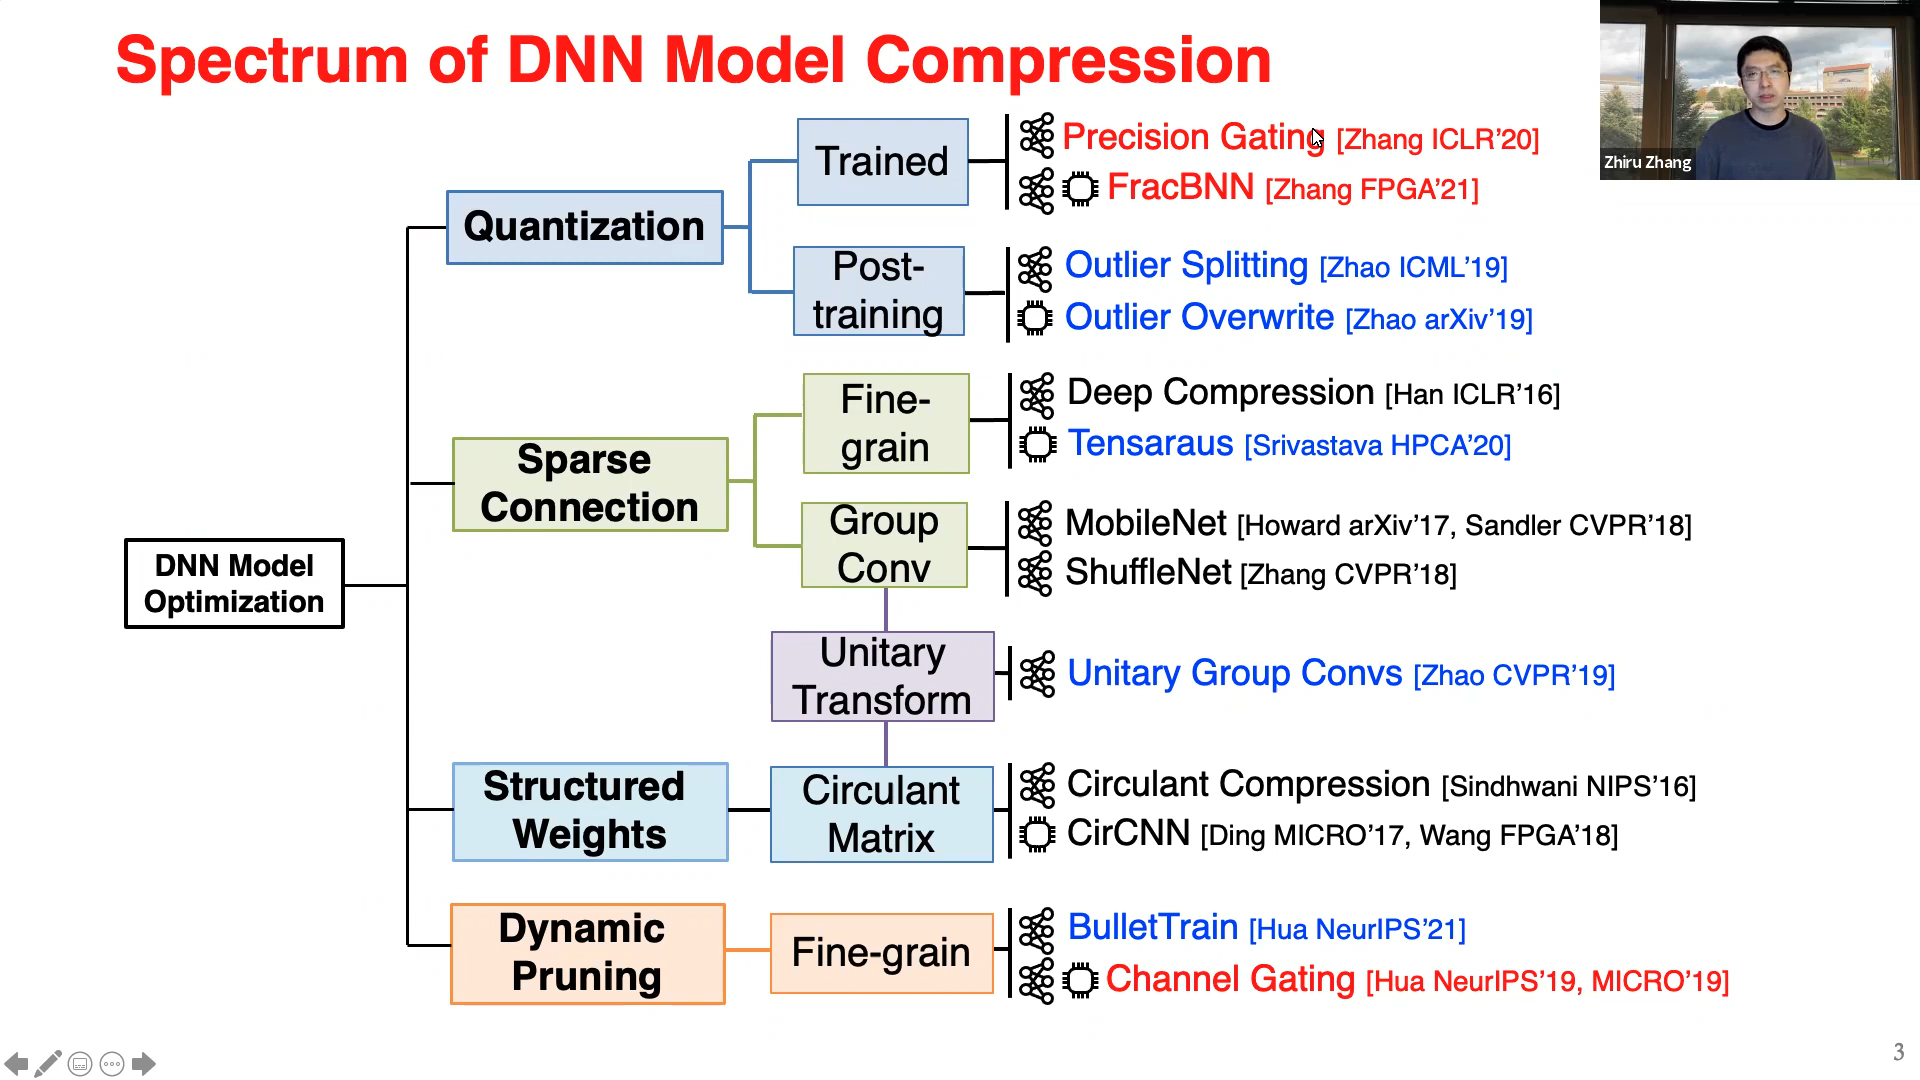 Spectrum of DNN Model Compression
Zhiru Zhang
DNN Model
Optimization
Quantization
Trained
Precision Gating [Zhang ICLR’20]
FracBNN [Zhang FPGA’21]
Post-
training
Outlier Splitting [Zhao ICML’19]
Outlier Overwrite [Zhao arXiv’19]
Sparse
Connection
Fine-
grain
Deep Compression [Han ICLR’16]
Tensaraus [Srivastava HPCA’20]
Group
Conv
MobileNet [Howard arXiv’17, Sandler CVPR’18]
ShuffleNet [Zhang CVPR’18]
Unitary
Transform
Unitary Group Convs [Zhao CVPR’19]
Structured
Weights
Circulant
Matrix
Circulant Compression [Sindhwani NIPS’16]
CirCNN [Ding MICRO’17, Wang FPGA’18]
Dynamic
Pruning
Fine-grain
BulletTrain [Hua NeurIPS’21]
Channel Gating [Hua NeurIPS’19, MICRO’19]
3